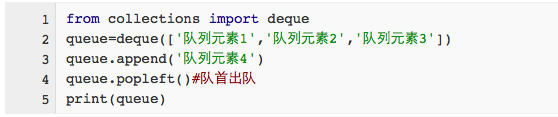 1 from collections import deque
2 queue=deque(['队列元素1','队列元素2','队列元素3'])
3 queue.append('队列元素4')
4 queue.popleft()#队首出队
5 print(queue)